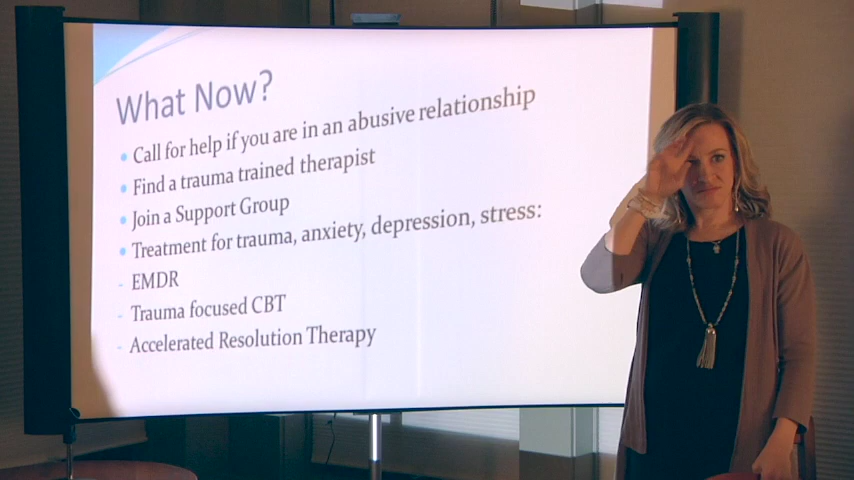 What Now?
• Call for help if you are in an abusive relationship
• Find a trauma trained therapist
• Join a Support Group
• Treatment for trauma, anxiety, depression, stress:
- EMDR
- Trauma focused CBT
- Accelerated Resolution Therapy